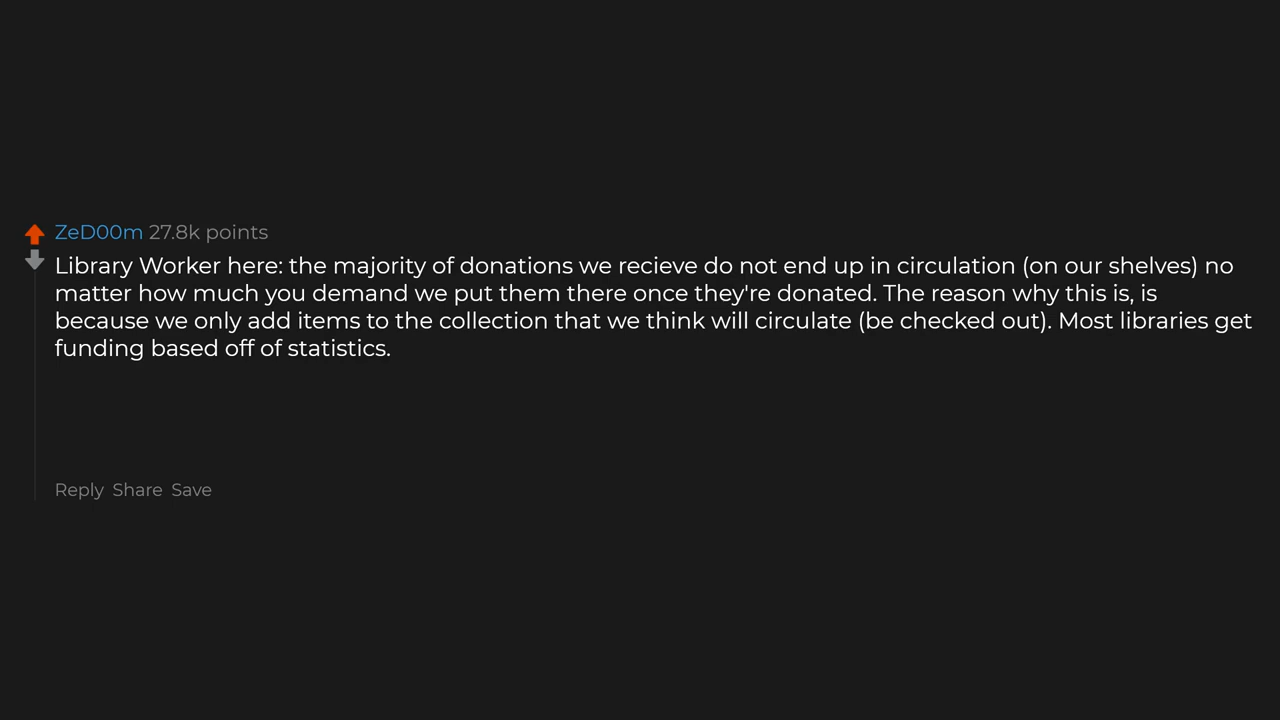 ZeD00m 27.8k points
Library Worker here: the majority of donations we recieve do not end up in circulation (on our shelves) no
matter how much you demand we put them there once they're donated. The reason why this is, is
because we only add items to the collection that we think will circulate (be checked out). Most libraries get
funding based off of statistics.
Reply Share Save